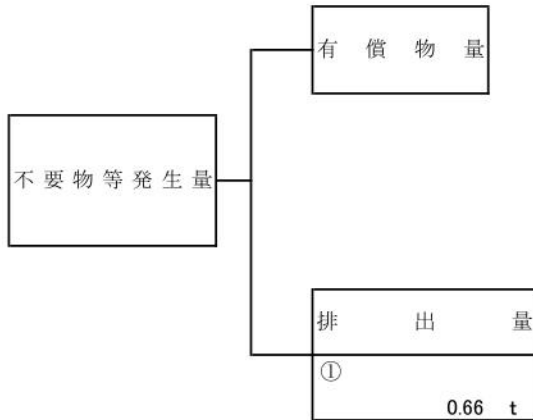 有償物量
不要物等発生量
排出量
①
0.66 t